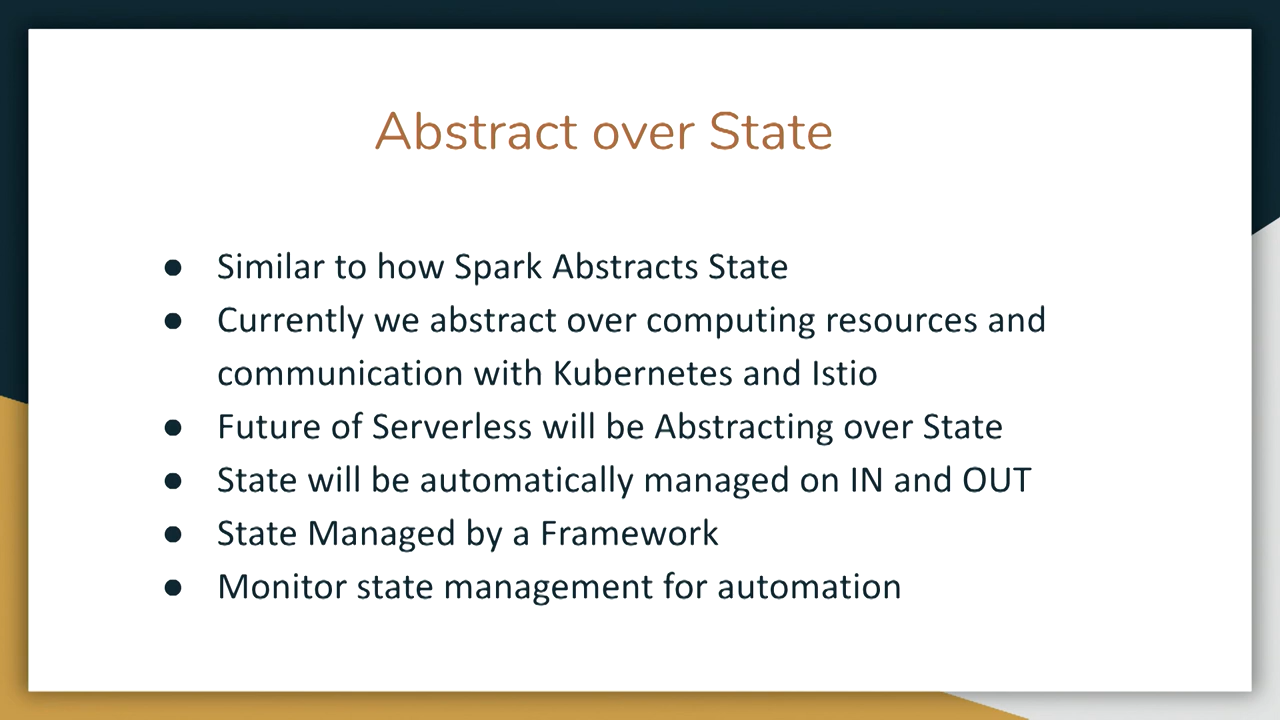 Abstract over State
● Similar to how Spark Abstracts State
● Currently we abstract over computing resources and
communication with Kubernetes and Istio
● Future of Serverless will be Abstracting over State
● State will be automatically managed on IN and OUT
● State Managed by a Framework
● Monitor state management for automation